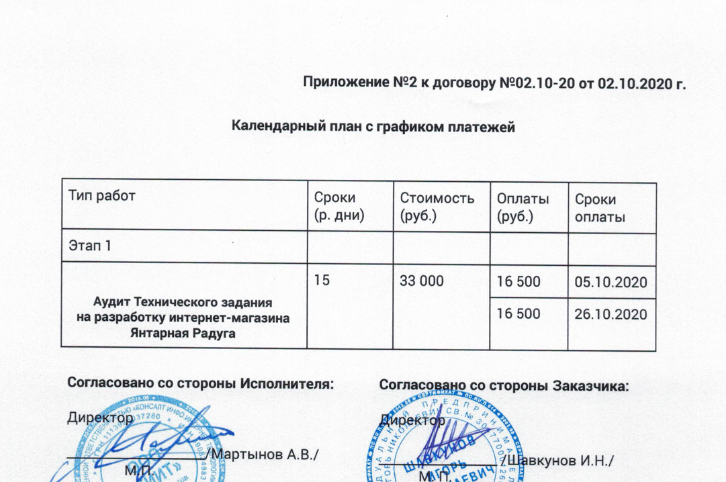 Приложение №2 к договору №02.10-20 от 02.10.2020 г.
Календарный план с графиком платежей
Тип работ
Сроки
(р. дни)
Стоимость
(руб.)
Оплаты
(руб.)
Сроки
оплаты
Этап 1
Аудит Технического задания
на разработку интернет-магазина
Янтарная Радуга
15
33 000
16 500
05.10.2020
16 500
26.10.2020
Согласовано со стороны Исполнителя:
Директор
/Мартынов А.В./
М.П.
Согласовано со стороны Заказчика:
Директор
/Шавкунов И.Н./
М.П.
ШАВКУНОВ